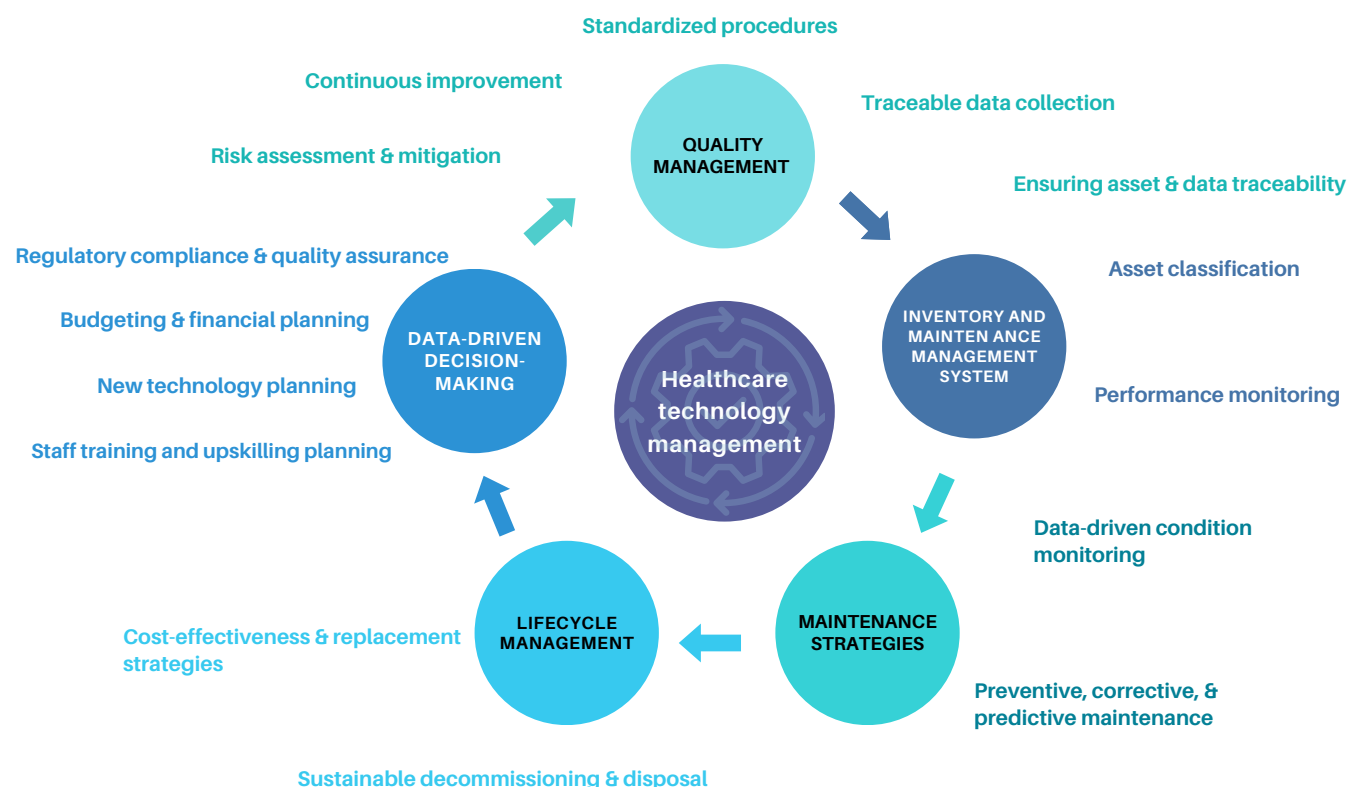 Standardized procedures
Continuous improvement
Traceable data collection
QUALITY
MANAGEMENT
Risk assessment & mitigation
Ensuring asset & data traceability
Regulatory compliance & quality assurance
Asset classification
Budgeting & financial planning
DATA-DRIVEN
DECISION-
MAKING
INVENTORY AND
MAINTEN ANCE
MANAGEMENT
SYSTEM
Healthcare
technology
management
New technology planning
Performance monitoring
Staff training and upskilling planning
Data-driven condition
monitoring
LIFECYCLE
MANAGEMENT
MAINTENANCE
STRATEGIES
Cost-effectiveness & replacement
strategies
Preventive, corrective, &
predictive maintenance
Sustainable decommissioning & disposal